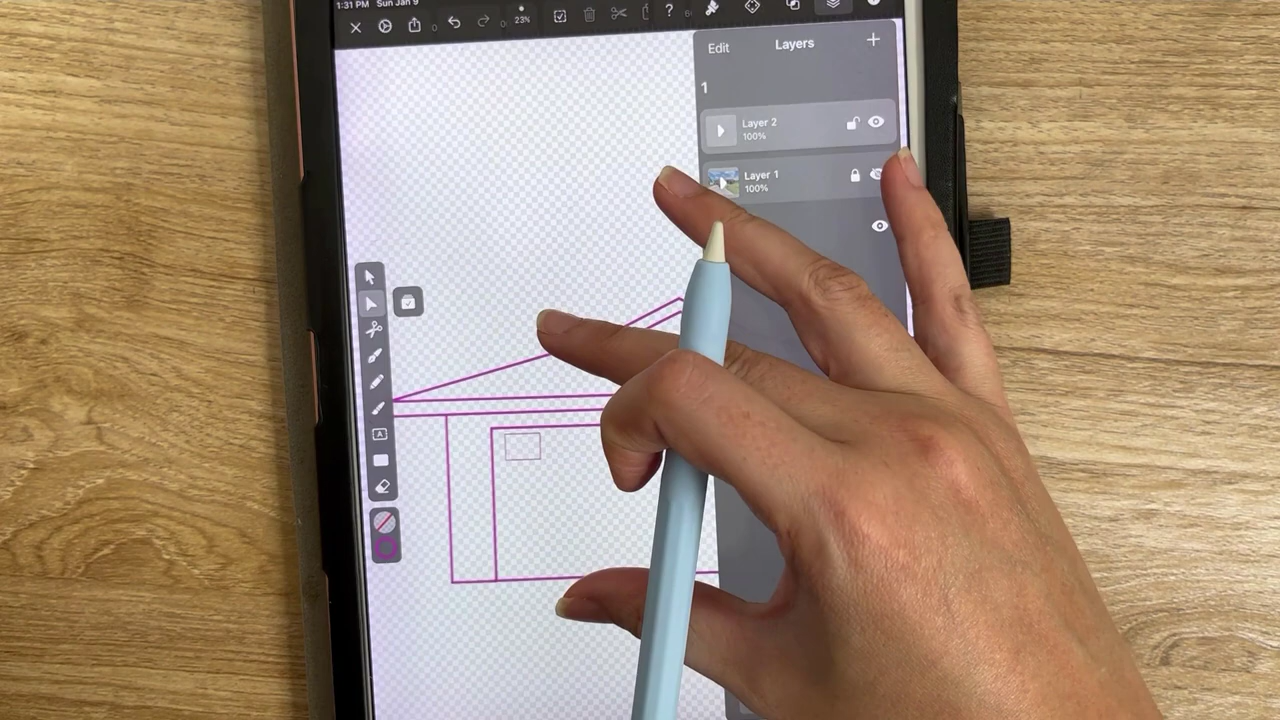 1:31 PM Sun Jan 9
23%
?
Edit Layers +
1
Layer 2
100%
Layer 1
100%
A